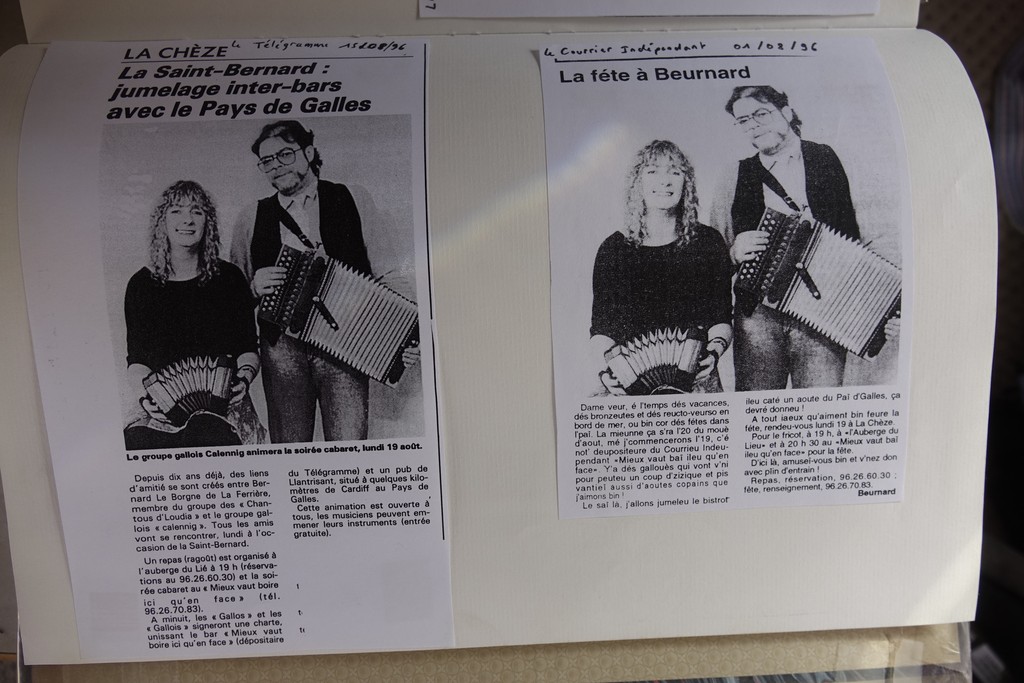 LA CHÈZE le Télégramme 15/08/96
La Saint-Bernard :
jumelage inter-bars
avec le Pays de Galles
Le groupe gallois Calennig animera la soirée cabaret, lundi 19 août.
Depuis dix ans déjà, des liens
d'amitié se sont créés entre Ber-
nard Le Borgne de La Ferrière,
membre du groupe des « Chan-
tous d'Loudia » et le groupe gal-
lois « calennig ». Tous les amis
vont se rencontrer, lundi à l'oc-
casion de la Saint-Bernard.
Un repas (ragoût) est organisé à
l'auberge du Lié à 19 h (réserva-
tions au 96.26.60.30) et la soi-
rée cabaret au « Mieux vaut boire
ici qu'en face » (tél.
96.26.70.83).
A minuit, les « Gallos » et les
« Gallois » signeront une charte,
unissant le bar « Mieux vaut
boire ici qu'en face » (dépositaire
du Télégramme) et un pub de
Llantrisant, situé à quelques kilo-
mètres de Cardiff au Pays de
Galles.
Cette animation est ouverte à
tous, les musiciens peuvent em-
mener leurs instruments (entrée
gratuite).
le Courrier Indépendant 01/08/96
La féte à Beurnard
Dame veur, é l'temps dés vacances,
dés bronzeutes et dés reucto-veurso en
bord de mer, ou bin cor dés fétes dans
l'paï. La mieunne ça s'ra l'20 du mouè
d'aout, mé j'commencerons l'19, c'é
not' deupositeure du Courrieu Indeu-
pendant «Mieux vaut baï ileu qu'en
face». Y'a dés gallouès qui vont v'ni
pour peuteu un coup d'zizique et pis
vantieï aussi d'aoutes copains que
j'aimons bin !
Le saï là, j'allons jumeleu le bistrot
ileu caté un aoute du Paï d'Galles, ça
devré donneu !
A tout iaeux qu'aiment bin feure la
féte, rendeu-vous lundi 19 à La Chèze.
Pour le fricot, à 19 h, à «l'Auberge du
Lieu» et à 20 h 30 au «Mieux vaut baï
ileu qu'en face» pour la féte.
D'ici là, amuseï-vous bin et v'nez don
avec plin d'entrain !
Repas, réservation, 96.26.60.30 ;
féte, renseignement, 96.26.70.83.
Beurnard